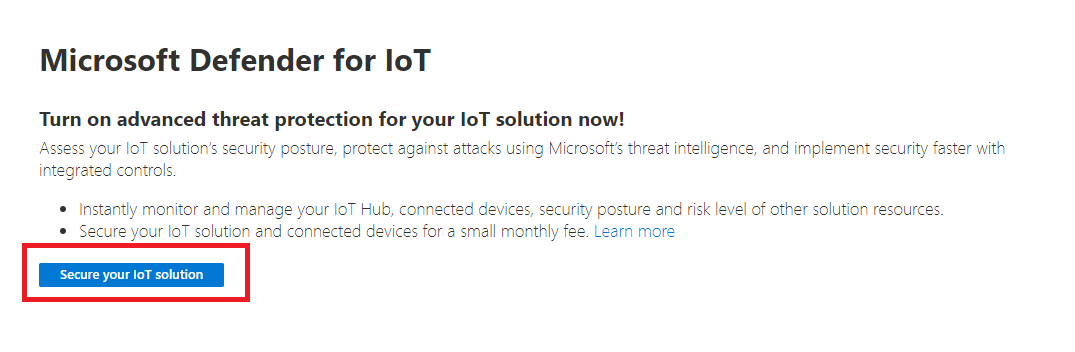 Microsoft Defender for IoT
Turn on advanced threat protection for your IoT solution now!
Assess your IoT solution's security posture, protect against attacks using Microsoft's threat intelligence, and implement security faster with
integrated controls.
• Instantly monitor and manage your IoT Hub, connected devices, security posture and risk level of other solution resources.
• Secure your IoT solution and connected devices for a small monthly fee. Learn more
Secure your IoT solution